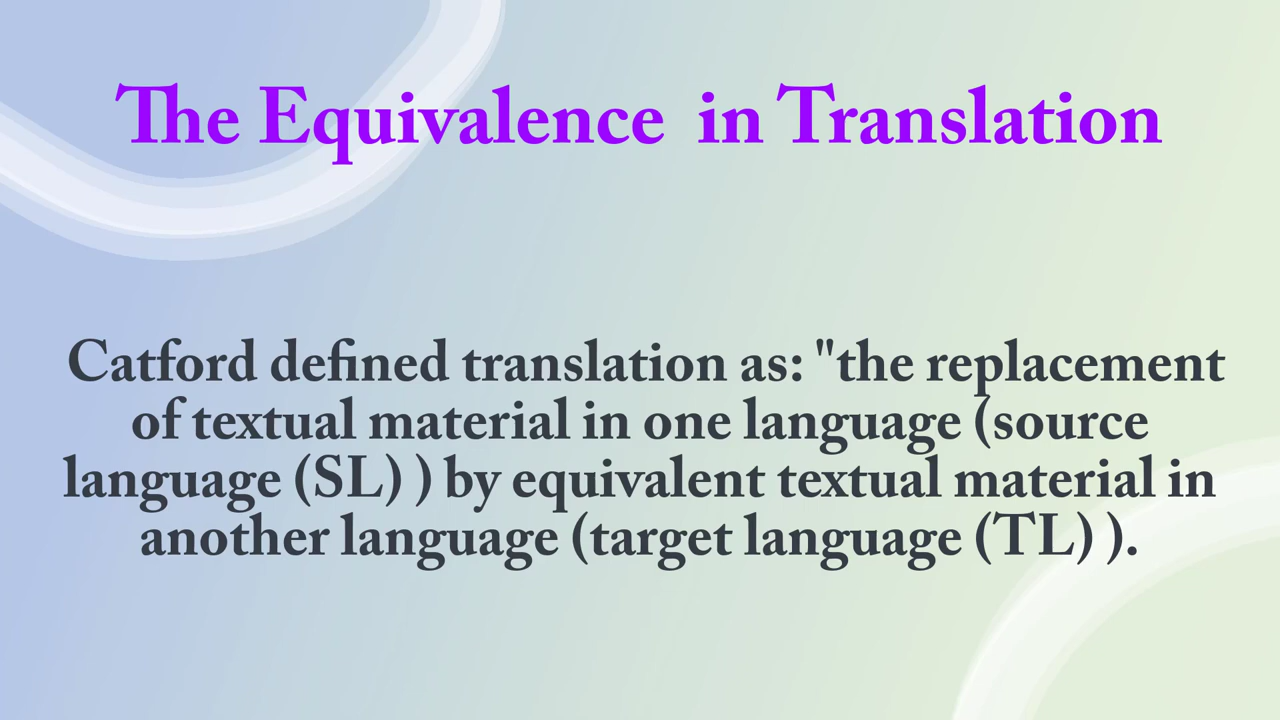 The Equivalence  in Translation
Catford defined translation as: "the replacement
of textual material in one language (source
language (SL) ) by equivalent textual material in
another language (target language (TL) ).